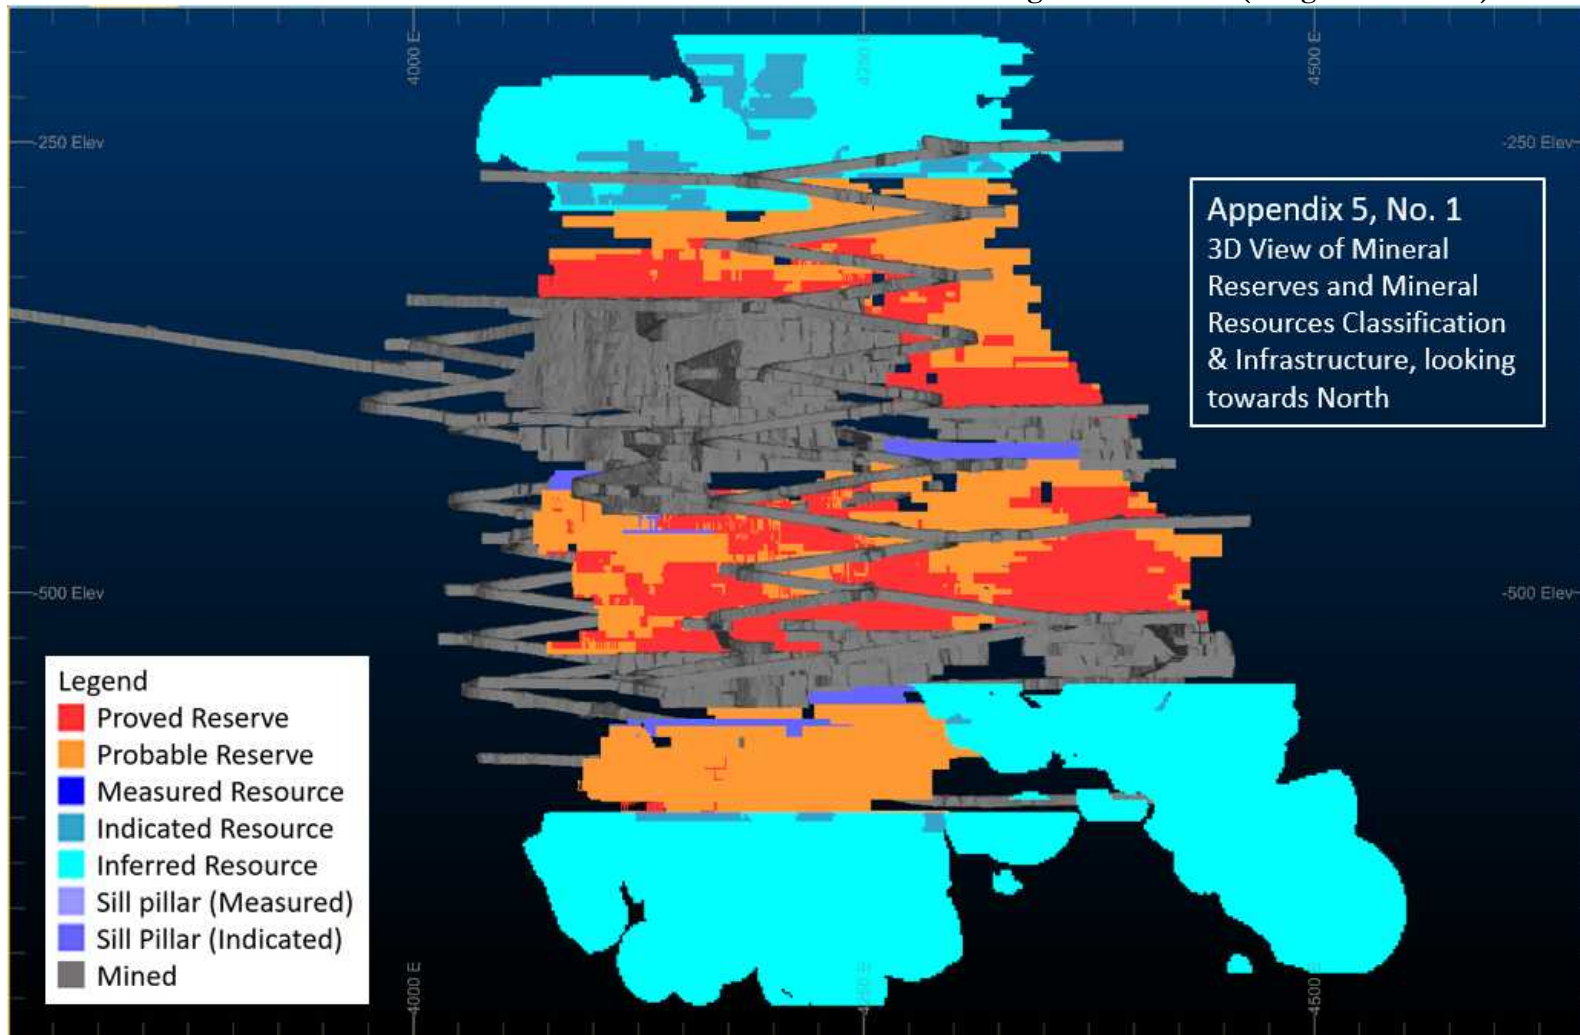 4000 E
4250 E
4500 E
-250 Elev
-250 Elev
Appendix 5, No. 1
3D View of Mineral
Reserves and Mineral
Resources Classification
& Infrastructure, looking
towards North
-500 Elev
-500 Elev
Legend
Proved Reserve
Probable Reserve
Measured Resource
Indicated Resource
Inferred Resource
Sill pillar (Measured)
Sill Pillar (Indicated)
Mined
4000 E
4250 E
4500 E